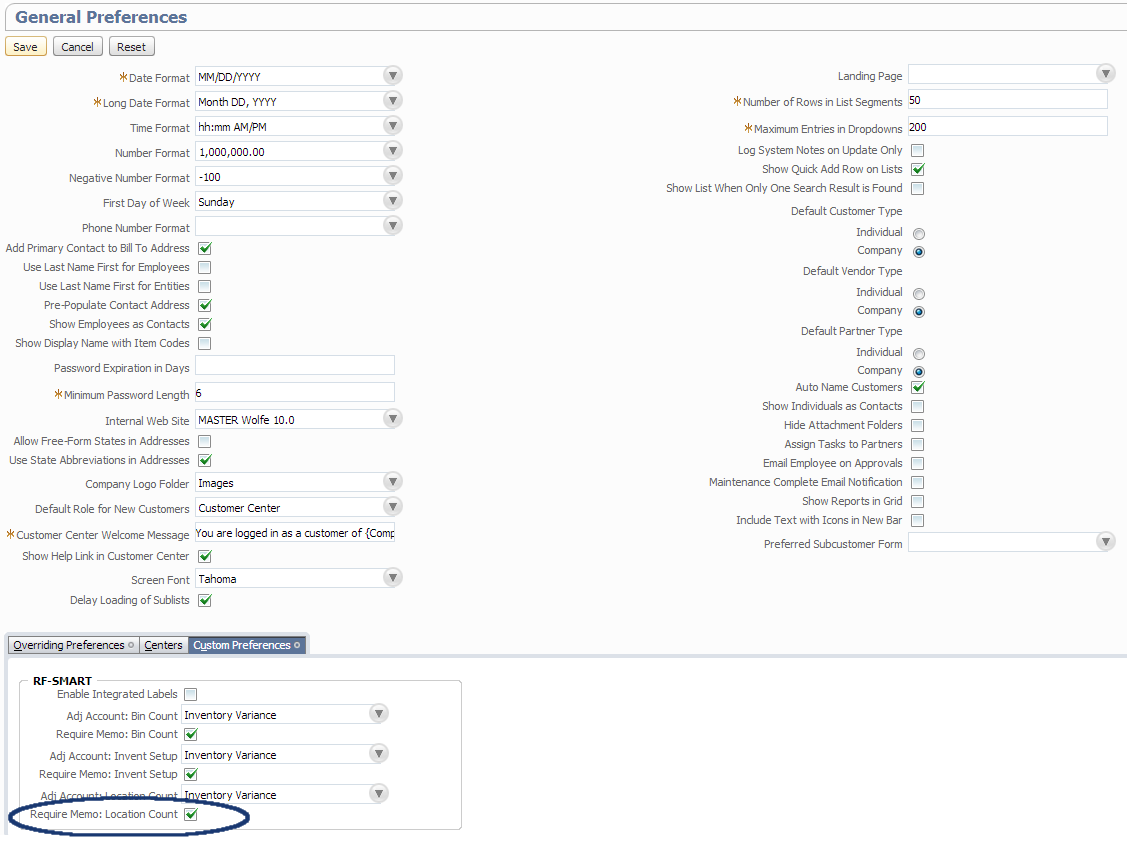 General Preferences
Save Cancel Reset
Date Format MM/DD/YYYY
Long Date Format Month DD, YYYY
Time Format hh:mm AM/PM
Number Format 1,000,000.00
Negative Number Format -100
First Day of Week Sunday
Phone Number Format
Add Primary Contact to Bill To Address
Use Last Name First for Employees
Use Last Name First for Entities
Pre-Populate Contact Address
Show Employees as Contacts
Show Display Name with Item Codes
Password Expiration in Days
Minimum Password Length 6
Internal Web Site MASTER Wolfe 10.0
Allow Free-Form States in Addresses
Use State Abbreviations in Addresses
Company Logo Folder Images
Default Role for New Customers Customer Center
Customer Center Welcome Message You are logged in as a customer of {Comp
Show Help Link in Customer Center
Screen Font Tahoma
Delay Loading of Sublists
Landing Page
Number of Rows in List Segments 50
Maximum Entries in Dropdowns 200
Log System Notes on Update Only
Show Quick Add Row on Lists
Show List When Only One Search Result is Found
Default Customer Type
Individual
Company
Default Vendor Type
Individual
Company
Default Partner Type
Individual
Company
Auto Name Customers
Show Individuals as Contacts
Hide Attachment Folders
Assign Tasks to Partners
Email Employee on Approvals
Maintenance Complete Email Notification
Show Reports in Grid
Include Text with Icons in New Bar
Preferred Subcustomer Form
Overriding Preferences Centers Custom Preferences
RF-SMART
Enable Integrated Labels
Adj Account: Bin Count Inventory Variance
Require Memo: Bin Count
Adj Account: Invent Setup Inventory Variance
Require Memo: Invent Setup
Adj Account: Location Count Inventory Variance
Require Memo: Location Count